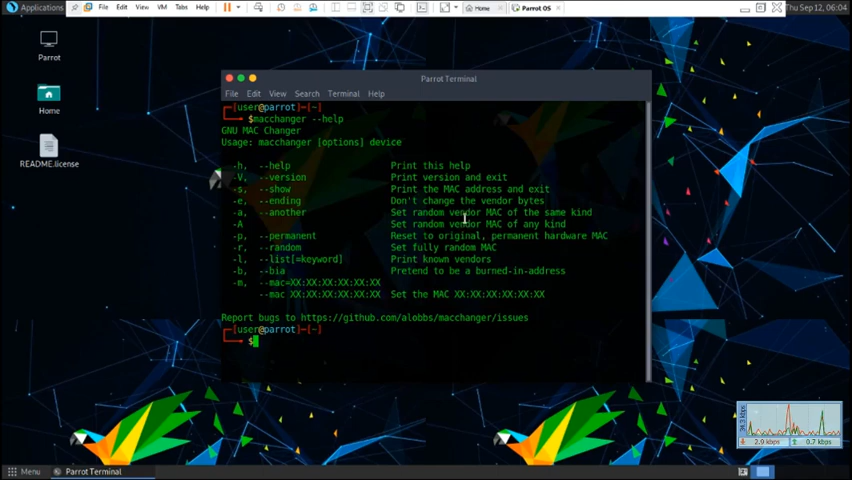 Applications File Edit View VM Tabs Help Home Parrot OS Thu Sep 12, 06:04
Parrot
Home
README.license
Parrot Terminal
File Edit View Search Terminal Help
┌─[user@parrot]─[~]
└──╼ $macchanger --help
GNU MAC Changer
Usage: macchanger [options] device
-h, --help Print this help
-V, --version Print version and exit
-s, --show Print the MAC address and exit
-e, --ending Don't change the vendor bytes
-a, --another Set random vendor MAC of the same kind
-A Set random vendor MAC of any kind
-p, --permanent Reset to original, permanent hardware MAC
-r, --random Set fully random MAC
-l, --list[=keyword] Print known vendors
-b, --bia Pretend to be a burned-in-address
-m, --mac=XX:XX:XX:XX:XX:XX
--mac XX:XX:XX:XX:XX:XX Set the MAC XX:XX:XX:XX:XX:XX
Report bugs to https://github.com/alobbs/macchanger/issues
┌─[user@parrot]─[~]
└──╼ $
2.9 kbps 0.7 kbps
Menu Parrot Terminal